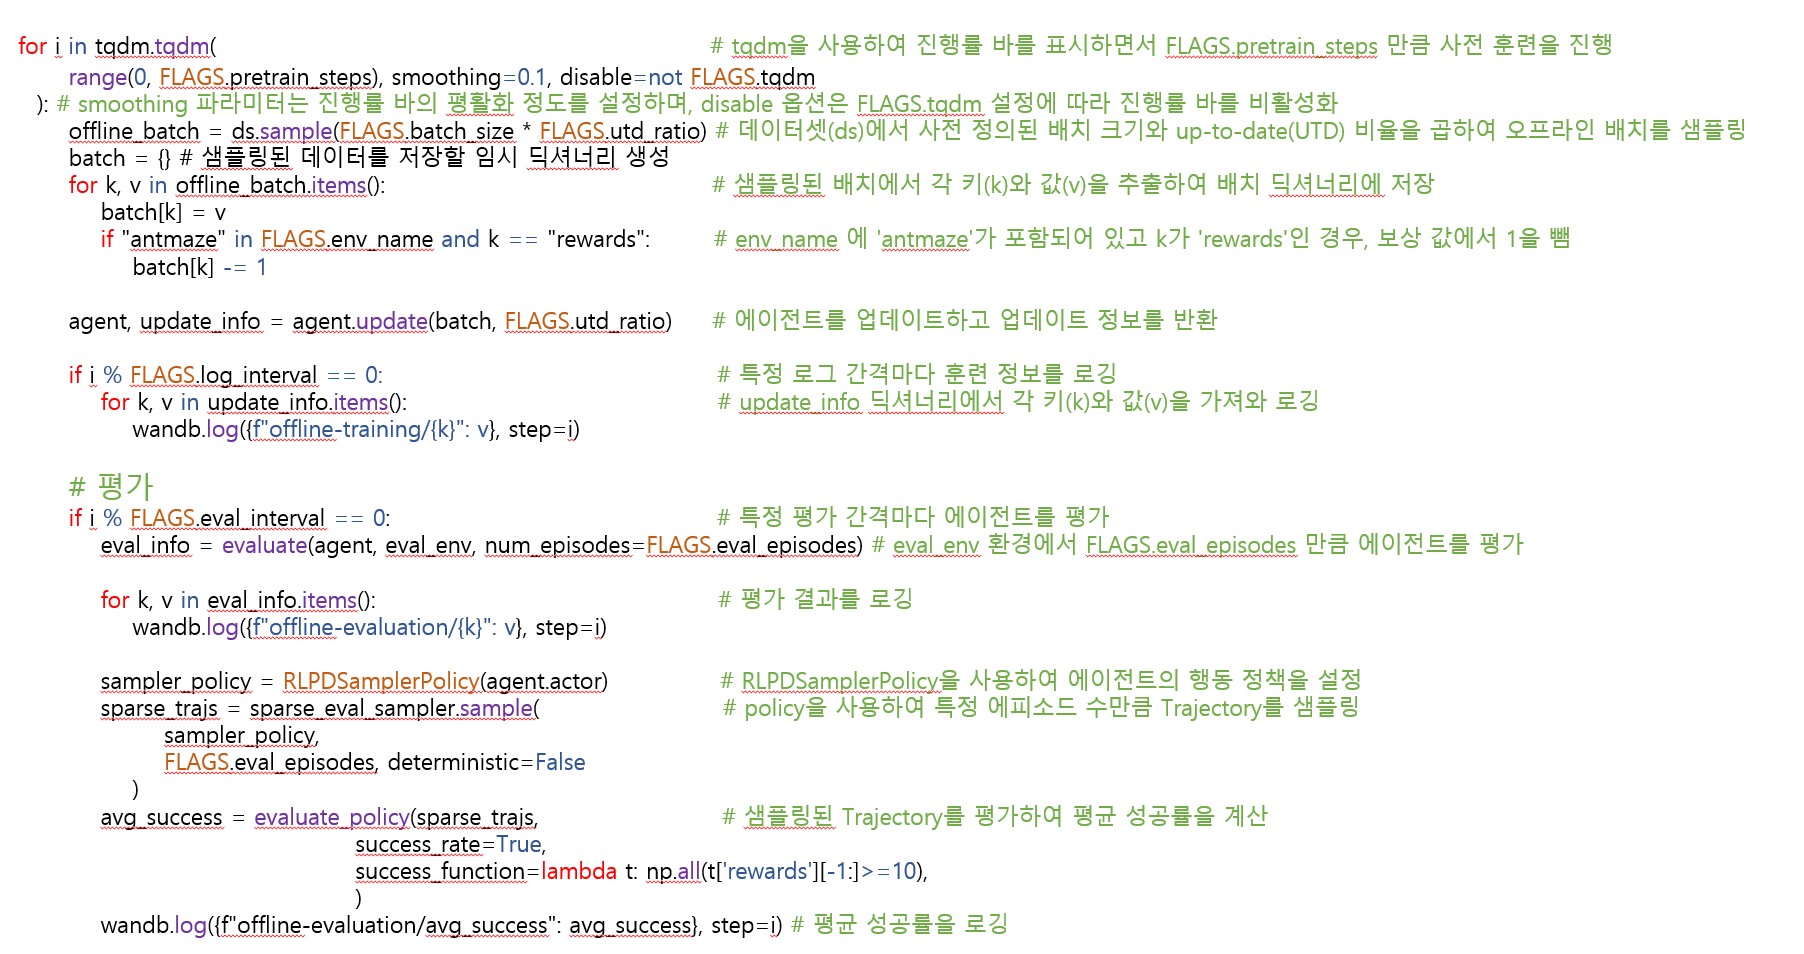 for i in tqdm.tqdm( # tqdm을 사용하여 진행률 바를 표시하면서 FLAGS.pretrain_steps 만큼 사전 훈련을 진행
range(0, FLAGS.pretrain_steps), smoothing=0.1, disable=not FLAGS.tqdm
): # smoothing 파라미터는 진행률 바의 평활화 정도를 설정하며, disable 옵션은 FLAGS.tqdm 설정에 따라 진행률 바를 비활성화
offline_batch = ds.sample(FLAGS.batch_size * FLAGS.utd_ratio) # 데이터셋(ds)에서 사전 정의된 배치 크기와 up-to-date(UTD) 비율을 곱하여 오프라인 배치를 샘플링
batch = {} # 샘플링된 데이터를 저장할 임시 딕셔너리 생성
for k, v in offline_batch.items(): # 샘플링된 배치에서 각 키(k)와 값(v)을 추출하여 배치 딕셔너리에 저장
batch[k] = v
if "antmaze" in FLAGS.env_name and k == "rewards": # env_name 에 'antmaze'가 포함되어 있고 k가 'rewards'인 경우, 보상 값에서 1을 뺌
batch[k] -= 1
agent, update_info = agent.update(batch, FLAGS.utd_ratio) # 에이전트를 업데이트하고 업데이트 정보를 반환
if i % FLAGS.log_interval == 0: # 특정 로그 간격마다 훈련 정보를 로깅
for k, v in update_info.items(): # update_info 딕셔너리에서 각 키(k)와 값(v)을 가져와 로깅
wandb.log({f"offline-training/{k}": v}, step=i)
# 평가
if i % FLAGS.eval_interval == 0: # 특정 평가 간격마다 에이전트를 평가
eval_info = evaluate(agent, eval_env, num_episodes=FLAGS.eval_episodes) # eval_env 환경에서 FLAGS.eval_episodes 만큼 에이전트를 평가
for k, v in eval_info.items(): # 평가 결과를 로깅
wandb.log({f"offline-evaluation/{k}": v}, step=i)
sampler_policy = RLPDSamplerPolicy(agent.actor) # RLPDSamplerPolicy을 사용하여 에이전트의 행동 정책을 설정
sparse_trajs = sparse_eval_sampler.sample( # policy을 사용하여 특정 에피소드 수만큼 Trajectory를 샘플링
sampler_policy,
FLAGS.eval_episodes, deterministic=False
)
avg_success = evaluate_policy(sparse_trajs, # 샘플링된 Trajectory를 평가하여 평균 성공률을 계산
success_rate=True,
success_function=lambda t: np.all(t['rewards'][-1:]>=10),
)
wandb.log({f"offline-evaluation/avg_success": avg_success}, step=i) # 평균 성공률을 로깅